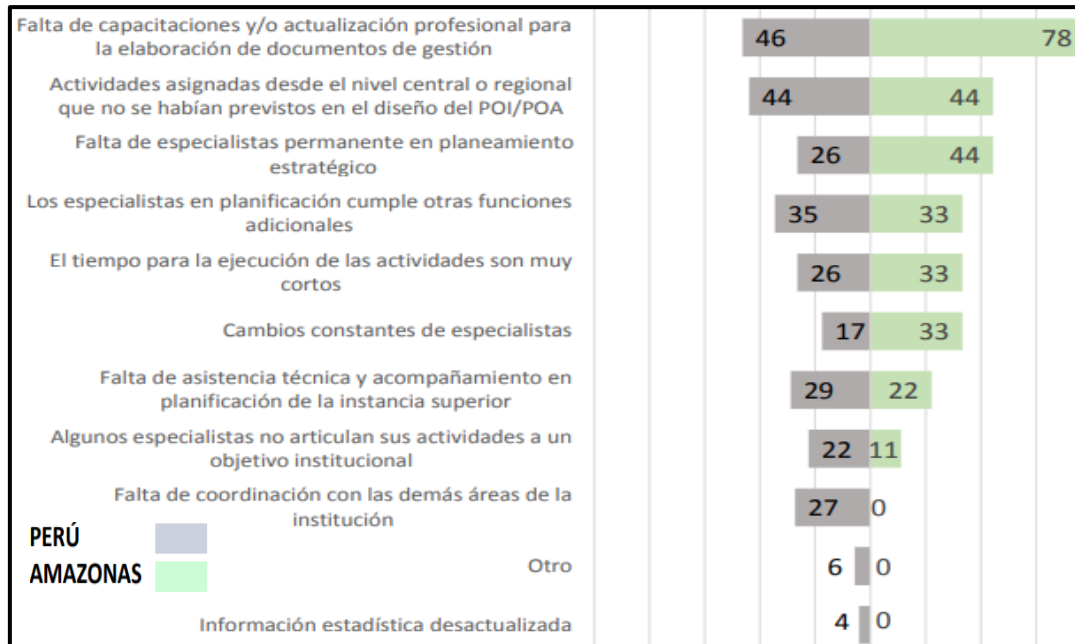 Falta de capacitaciones y/o actualización profesional para
la elaboración de documentos de gestión
46 78
Actividades asignadas desde el nivel central o regional
que no se habían previstos en el diseño del POI/POA
44 44
Falta de especialistas permanente en planeamiento
estratégico
26 44
Los especialistas en planificación cumple otras funciones
adicionales
35 33
El tiempo para la ejecución de las actividades son muy
cortos
26 33
Cambios constantes de especialistas
17 33
Falta de asistencia técnica y acompañamiento en
planificación de la instancia superior
29 22
Algunos especialistas no articulan sus actividades a un
objetivo institucional
22 11
Falta de coordinación con las demás áreas de la
institución
27 0
PERÚ
AMAZONAS
Otro
6 0
Información estadística desactualizada
4 0